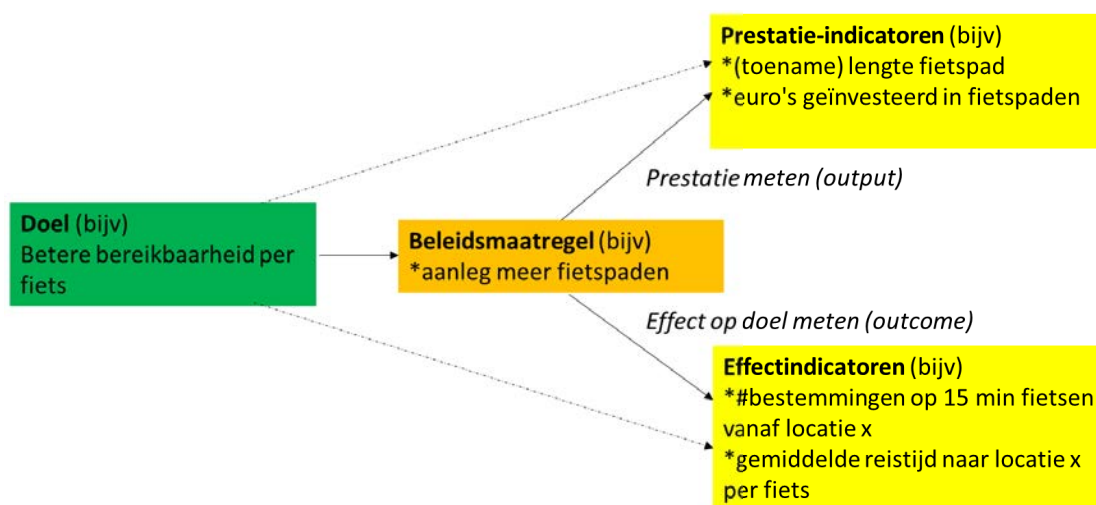 Prestatie-indicatoren (bijv)
*(toename) lengte fietspad
*euro's geïnvesteerd in fietspaden
Prestatie meten (output)
Doel (bijv)
Betere bereikbaarheid per
fiets
Beleidsmaatregel (bijv)
*aanleg meer fietspaden
Effect op doel meten (outcome)
Effectindicatoren (bijv)
*#bestemmingen op 15 min fietsen
vanaf locatie x
*gemiddelde reistijd naar locatie x
per fiets